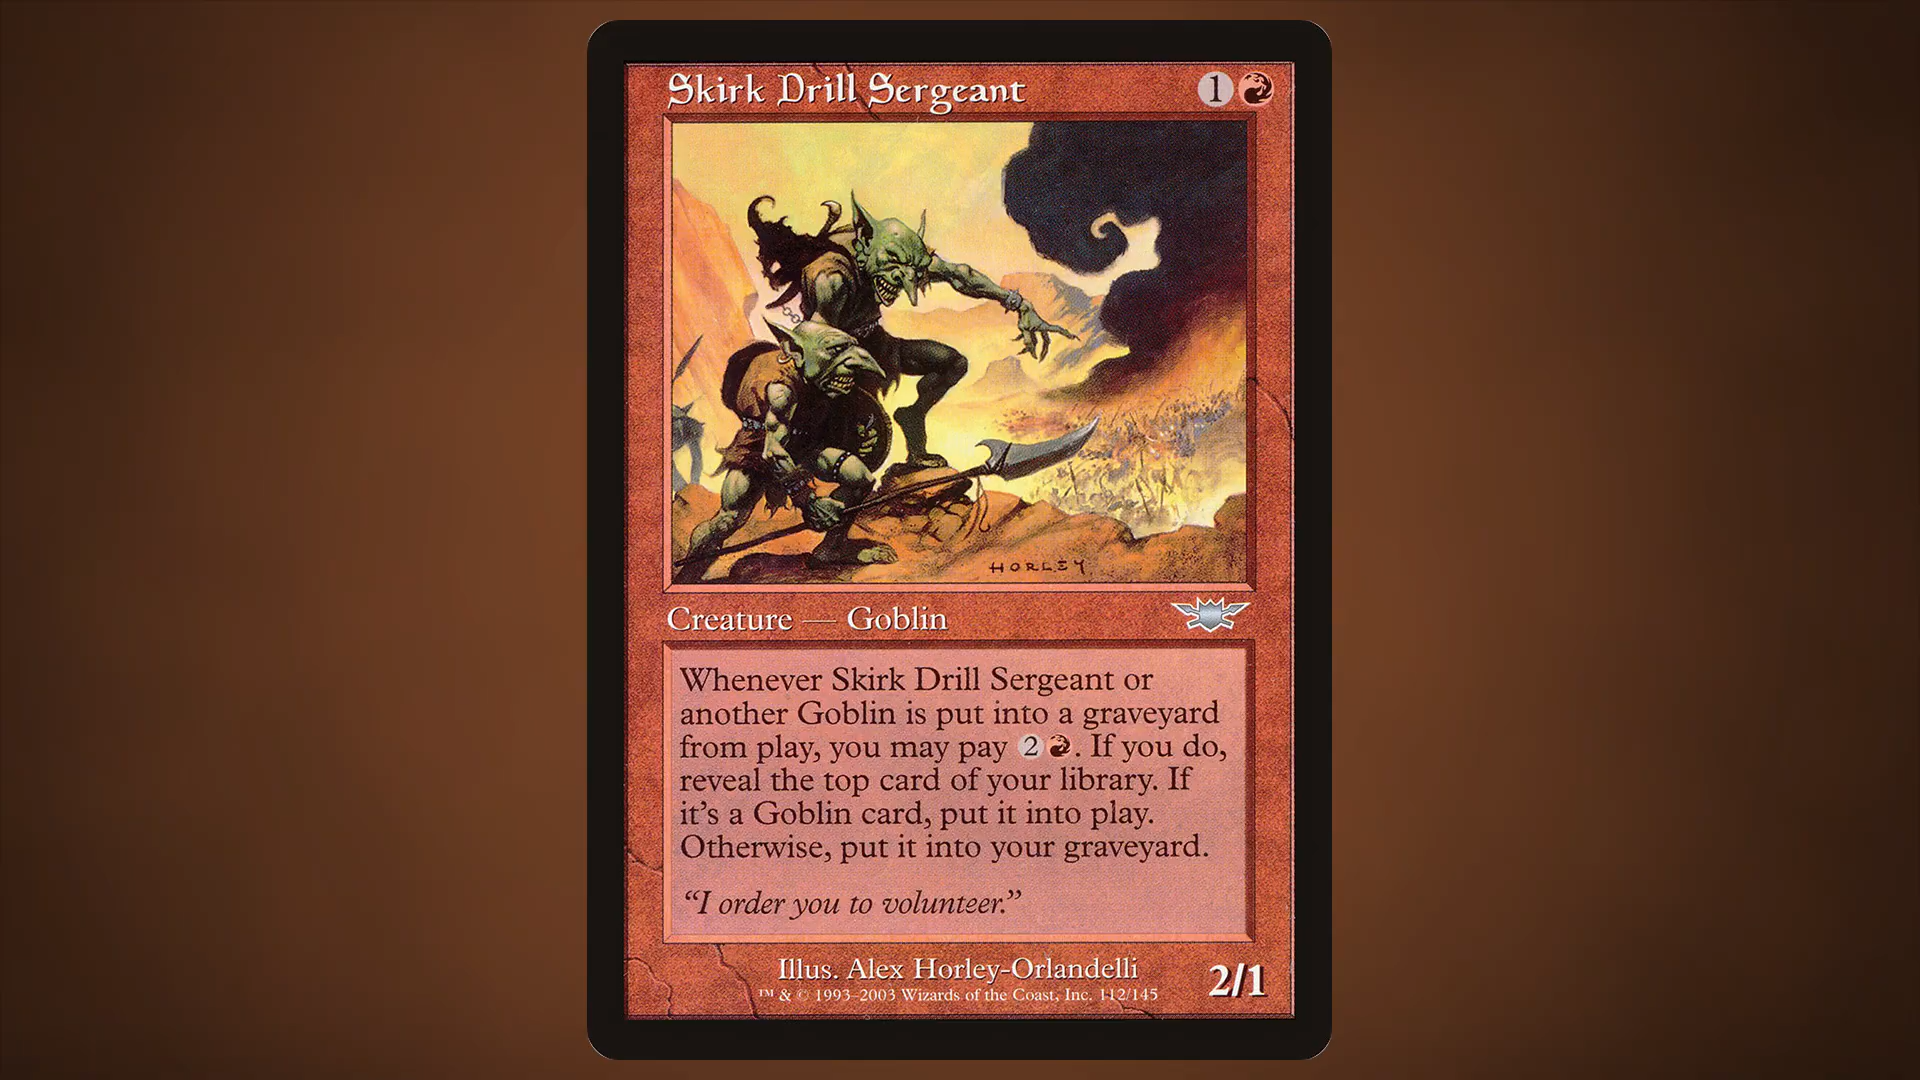 Skirk Drill Sergeant 1
HORLEY
Creature — Goblin
Whenever Skirk Drill Sergeant or
another Goblin is put into a graveyard
from play, you may pay 2. If you do,
reveal the top card of your library. If
it's a Goblin card, put it into play.
Otherwise, put it into your graveyard.
“I order you to volunteer.”
Illus. Alex Horley-Orlandelli
™ & © 1993–2003 Wizards of the Coast, Inc. 112/145
2/1